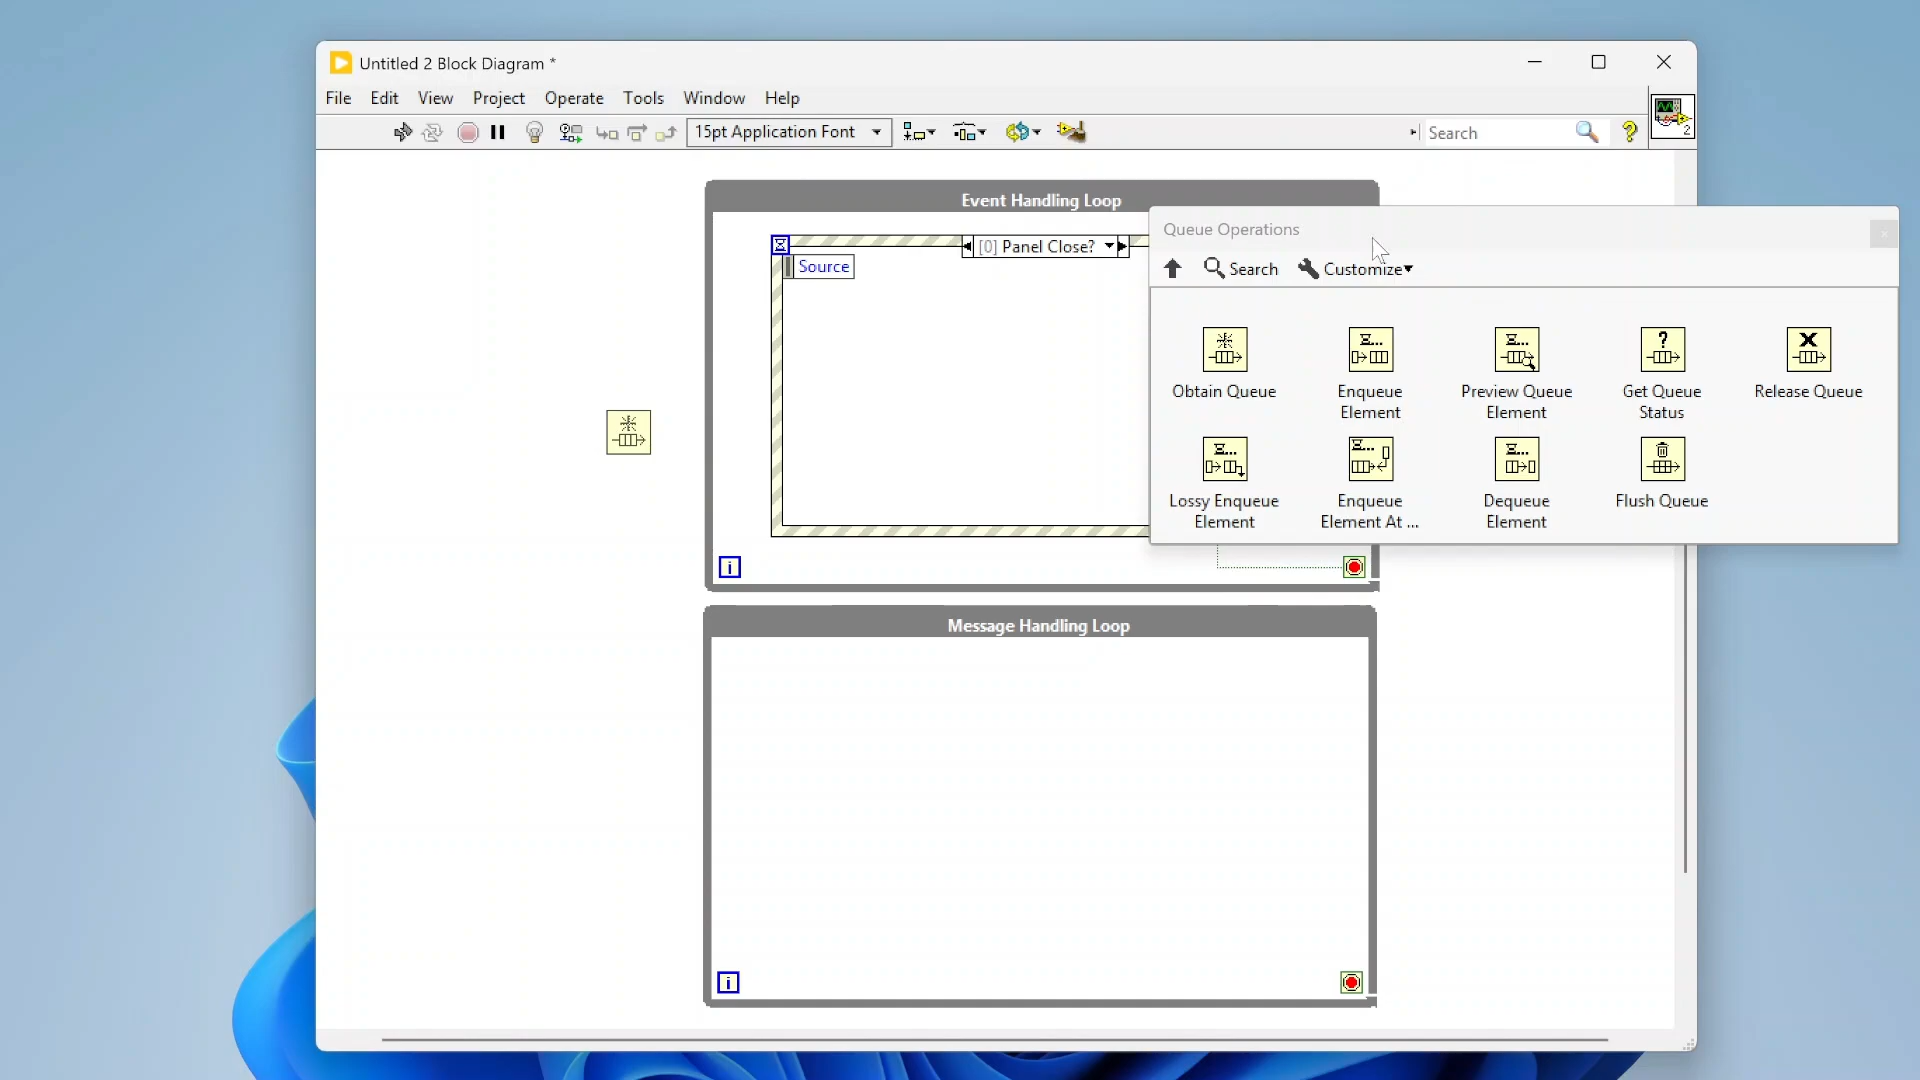 Untitled 2 Block Diagram *
File Edit View Project Operate Tools Window Help
15pt Application Font
Search
2
Event Handling Loop
[0] Panel Close?
Source
i
Queue Operations
Search Customize
Obtain Queue
Enqueue
Element
Preview Queue
Element
Get Queue
Status
Release Queue
Lossy Enqueue
Element
Enqueue
Element At ...
Dequeue
Element
Flush Queue
Message Handling Loop
i